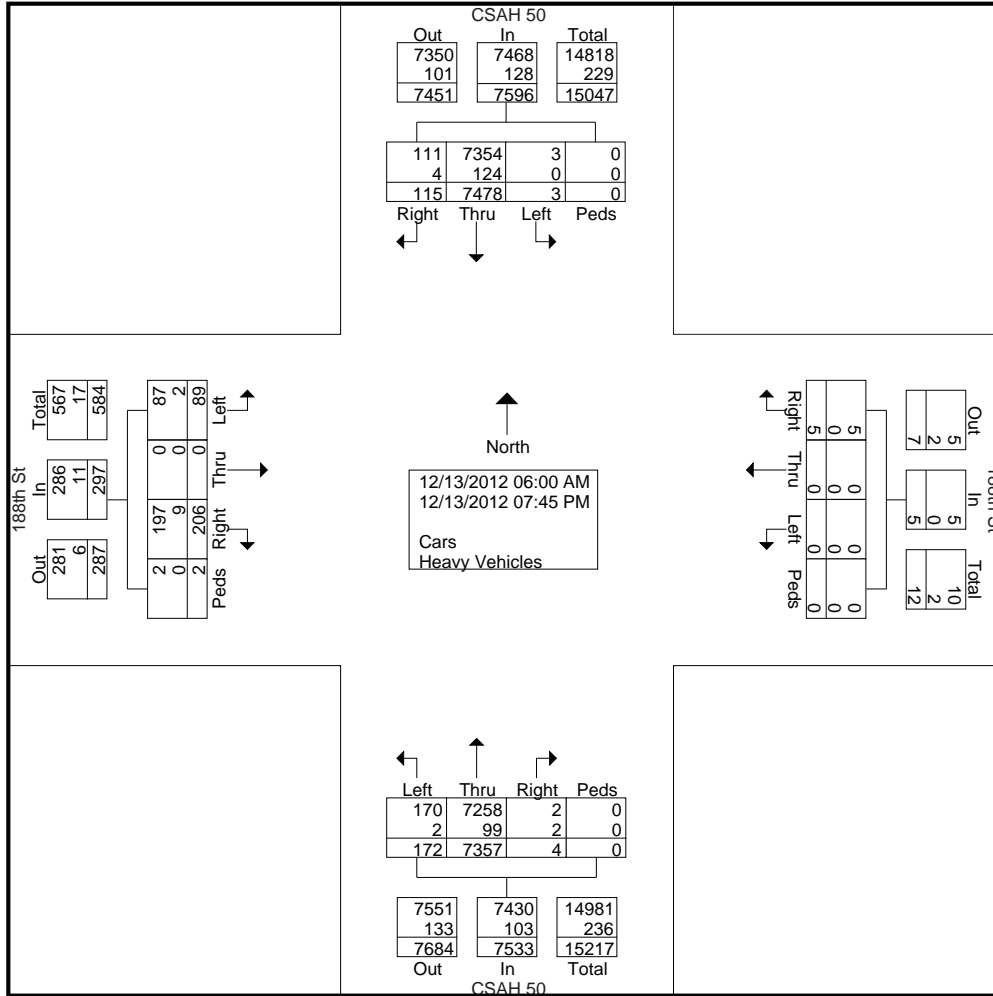 CSAH 50
Out In Total
7350 7468 14818
101 128 229
7451 7596 15047
111 7354 3 0
4 124 0 0
115 7478 3 0
Right Thru Left Peds
188th St
Total In Out
567 286 281
17 11 6
584 297 287
87 0 197 2
2 0 9 0
89 0 206 2
Left Thru Right Peds
North
12/13/2012 06:00 AM
12/13/2012 07:45 PM
Cars
Heavy Vehicles
Right Thru Left Peds
5 0 0 0
0 0 0 0
5 0 0 0
Out In Total
5 5 10
2 0 2
7 5 12
St
Left Thru Right Peds
170 7258 2 0
2 99 2 0
172 7357 4 0
7551 7430 14981
133 103 236
7684 7533 15217
Out In Total
CSAH 50